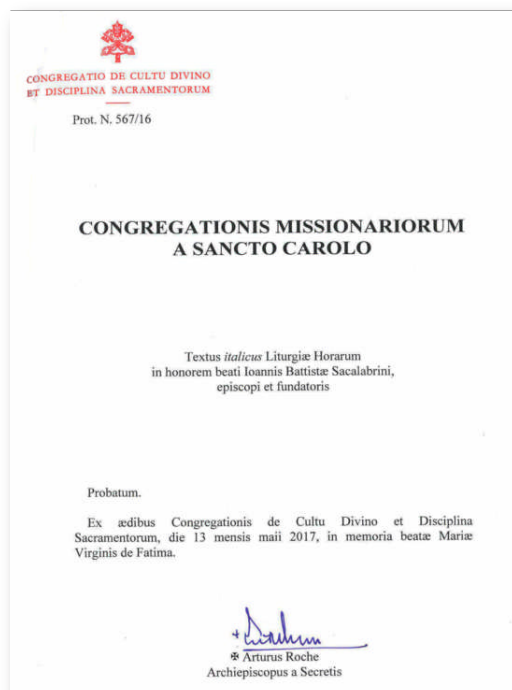 CONGREGATIO DE CULTU DIVINO
ET DISCIPLINA SACRAMENTORUM
Prot. N. 567/16
CONGREGATIONIS MISSIONARIORUM
A SANCTO CAROLO
Textus italicus Liturgiæ Horarum
in honorem beati Ioannis Battistæ Sacalabrini,
episcopi et fundatoris
Probatum.
Ex ædibus Congregationis de Cultu Divino et Disciplina
Sacramentorum, die 13 mensis maii 2017, in memoria beatæ Mariæ
Virginis de Fatima.
✠ Arturus Roche
Archiepiscopus a Secretis